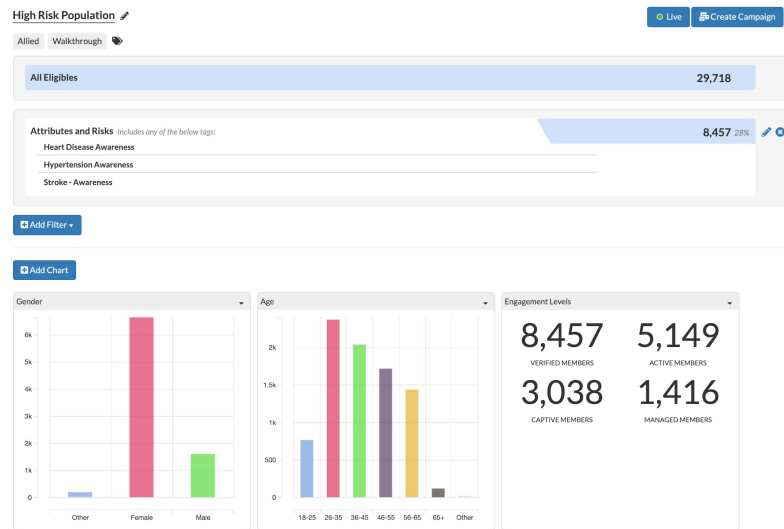 High Risk Population
Live
Create Campaign
Allied Walkthrough
All Eligibles 29,718
Attributes and Risks Includes any of the below tags: 8,457 28%
Heart Disease Awareness
Hypertension Awareness
Stroke - Awareness
Add Filter
Add Chart
Gender
6k
5k
4k
3k
2k
1k
0
Other Female Male
Age
2k
1.5k
1k
500
0
18-25 26-35 36-45 46-55 56-65 65+ Other
Engagement Levels
8,457 5,149
VERIFIED MEMBERS ACTIVE MEMBERS
3,038 1,416
CAPTIVE MEMBERS MANAGED MEMBERS